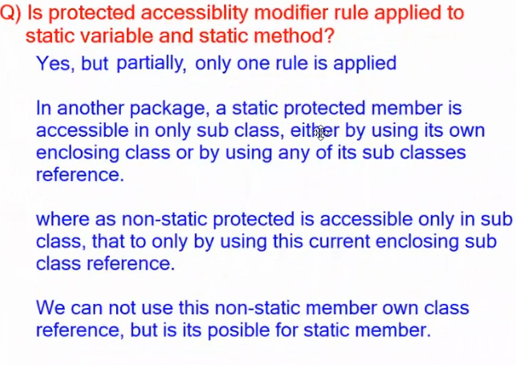 Q) Is protected accessiblity modifier rule applied to
static variable and static method?
Yes, but partially, only one rule is applied
In another package, a static protected member is
accessible in only sub class, either by using its own
enclosing class or by using any of its sub classes
reference.
where as non-static protected is accessible only in sub
class, that to only by using this current enclosing sub
class reference.
We can not use this non-static member own class
reference, but is its posible for static member.